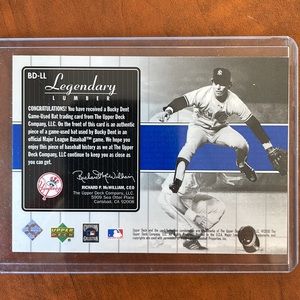 BD-LL
Legendary
LUMBER
CONGRATULATIONS! You have received a Bucky Dent
Game-Used Bat trading card from The Upper Deck
Company, LLC. On the front of this card is an authentic
piece of a game-used bat used by Bucky Dent in an
official Major League Baseball™ game. We hope you
enjoy this piece of baseball history as we at The Upper
Deck Company, LLC continue to keep you as close as
you can get.
RICHARD P. McWILLIAM, CEO
The Upper Deck Company, LLC.
5909 Sea Otter Place
Carlsbad, CA 92008
UPPER DECK